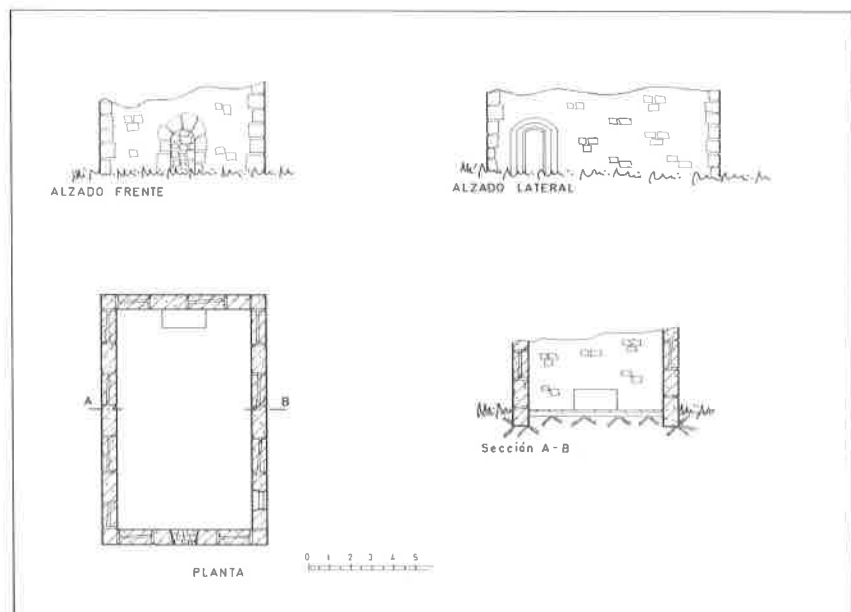 ALZADO FRENTE
ALZADO LATERAL
A B
Sección A-B
0 1 2 3 4 5
PLANTA